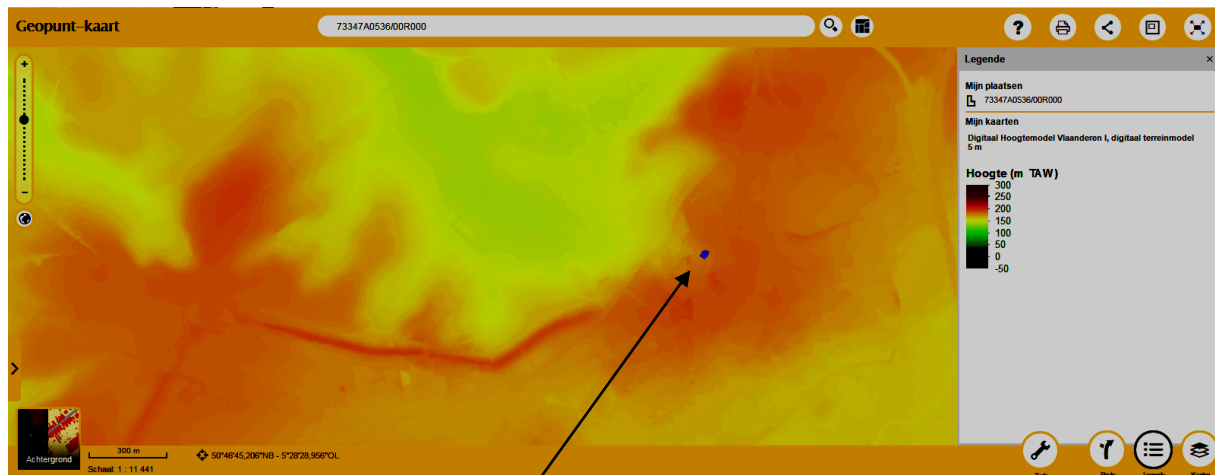 Geopunt-kaart
73347A0536/00R000
?
Legende
×
Mijn plaatsen
73347A0536/00R000
Mijn kaarten
Digitaal Hoogtemodel Vlaanderen I, digitaal terreinmodel
5 m
Hoogte (m TAW)
300
250
200
150
100
50
0
-50
+
−
>
Achtergrond
300 m
Schaal: 1 : 11 441
50°46'45,206"NB - 5°28'28,956"OL